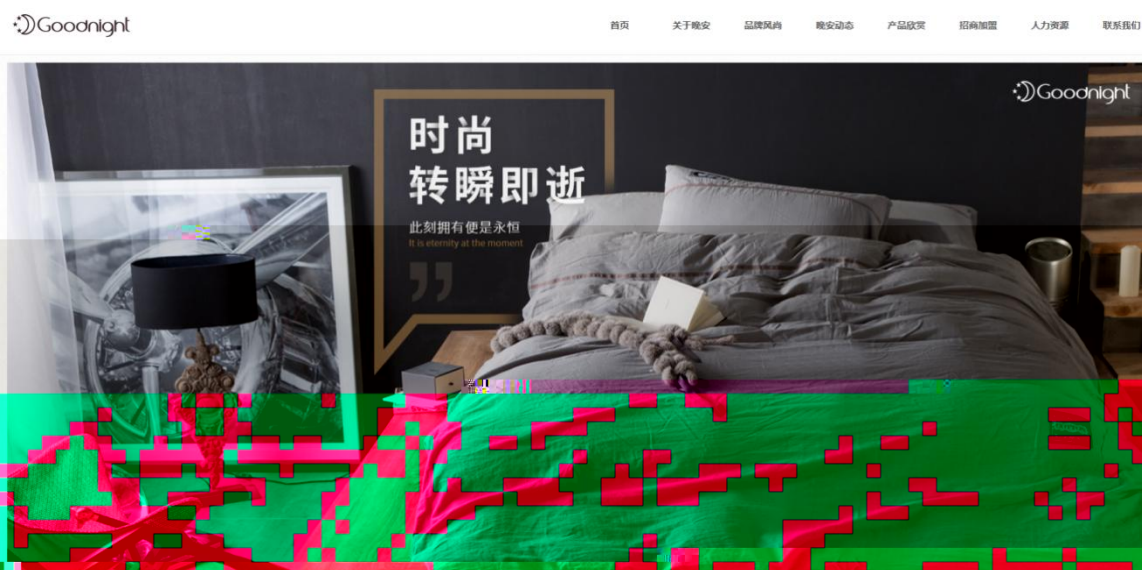 Goodnight
首页 关于晚安 品牌风尚 晚安动态 产品欣赏 招商加盟 人力资源 联系我们
Goodnight
时尚
转瞬即逝
此刻拥有便是永恒
It is eternity at the moment